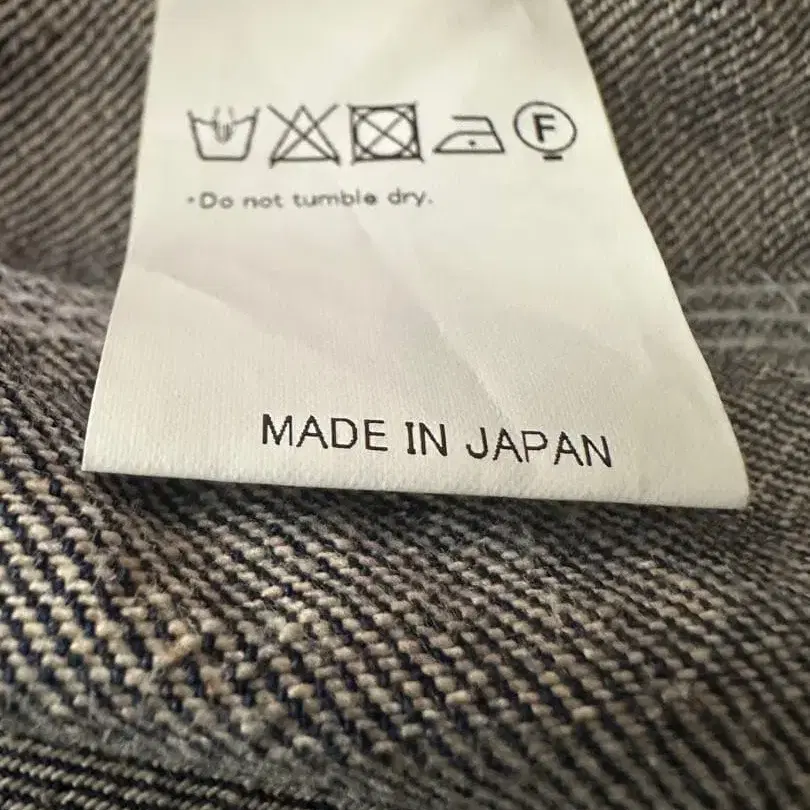 F
•Do not tumble dry.
MADE IN JAPAN